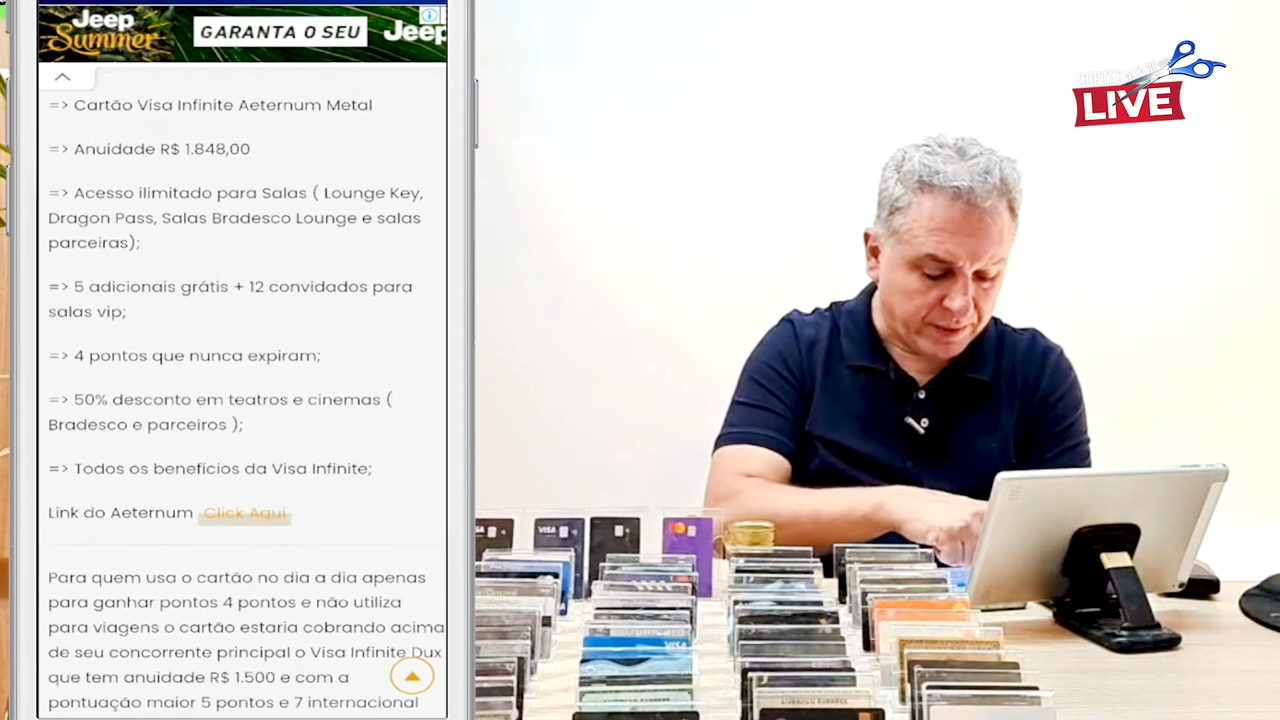 Jeep
Summer
GARANTA O SEU
Jeep
=> Cartão Visa Infinite Aeternum Metal
=> Anuidade R$ 1.848,00
=> Acesso ilimitado para Salas ( Lounge Key,
Dragon Pass, Salas Bradesco Lounge e salas
parceiras);
=> 5 adicionais grátis + 12 convidados para
salas vip;
=> 4 pontos que nunca expiram;
=> 50% desconto em teatros e cinemas (
Bradesco e parceiros );
=> Todos os benefícios da Visa Infinite;
Link do Aeternum Click Aqui
Para quem usa o cartão no dia a dia apenas
para ganhar pontos 4 pontos e não utiliza
para viagens o cartão estaria cobrando acima
de seu concorrente principal o Visa Infinite Dux
que tem anuidade R$ 1.500 e com a
pontuação maior 5 pontos e 7 internacional
CORTES
LIVE
VISA
VISA
AMERICAN EXPRESS